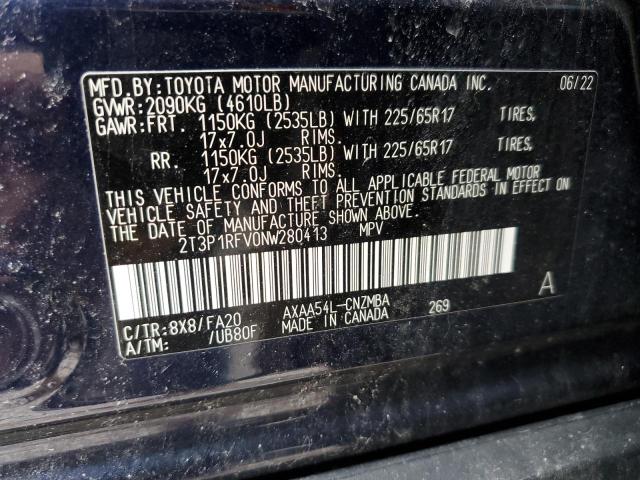 MFD.BY:TOYOTA MOTOR MANUFACTURING CANADA INC. 06/22
GVWR:2090KG (4610LB)
GAWR:FRT. 1150KG (2535LB) WITH 225/65R17 TIRES,
17x7.0J RIMS.
RR. 1150KG (2535LB) WITH 225/65R17 TIRES,
17x7.0J RIMS.
THIS VEHICLE CONFORMS TO ALL APPLICABLE FEDERAL MOTOR
VEHICLE SAFETY AND THEFT PREVENTION STANDARDS IN EFFECT ON
THE DATE OF MANUFACTURE SHOWN ABOVE.
2T3P1RFV0NW280413 MPV
C/TR:8X8/FA20 AXAA54L-CNZMBA 269 A
A/TM: /UB80F MADE IN CANADA